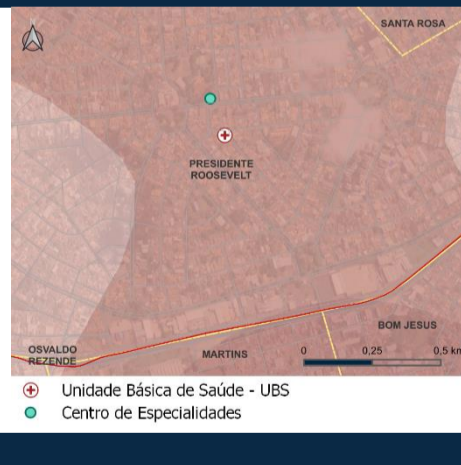 SANTA ROSA
PRESIDENTE
ROOSEVELT
BOM JESUS
OSVALDO
REZENDE
MARTINS
0 0,25 0,5 km
Unidade Básica de Saúde - UBS
Centro de Especialidades